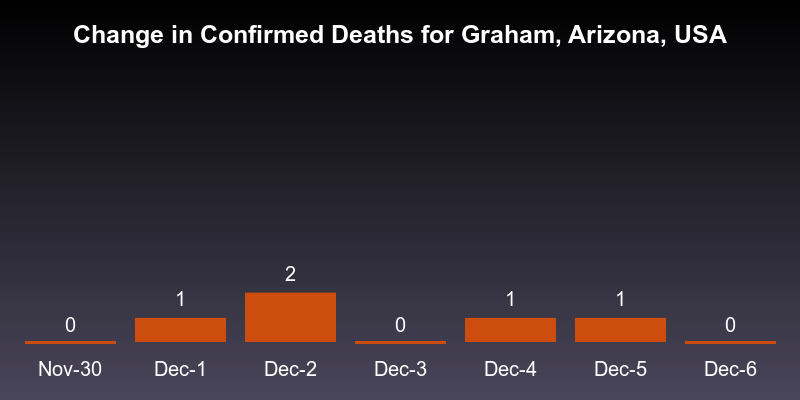 Change in Confirmed Deaths for Graham, Arizona, USA
0 1 2 0 1 1 0
Nov-30 Dec-1 Dec-2 Dec-3 Dec-4 Dec-5 Dec-6